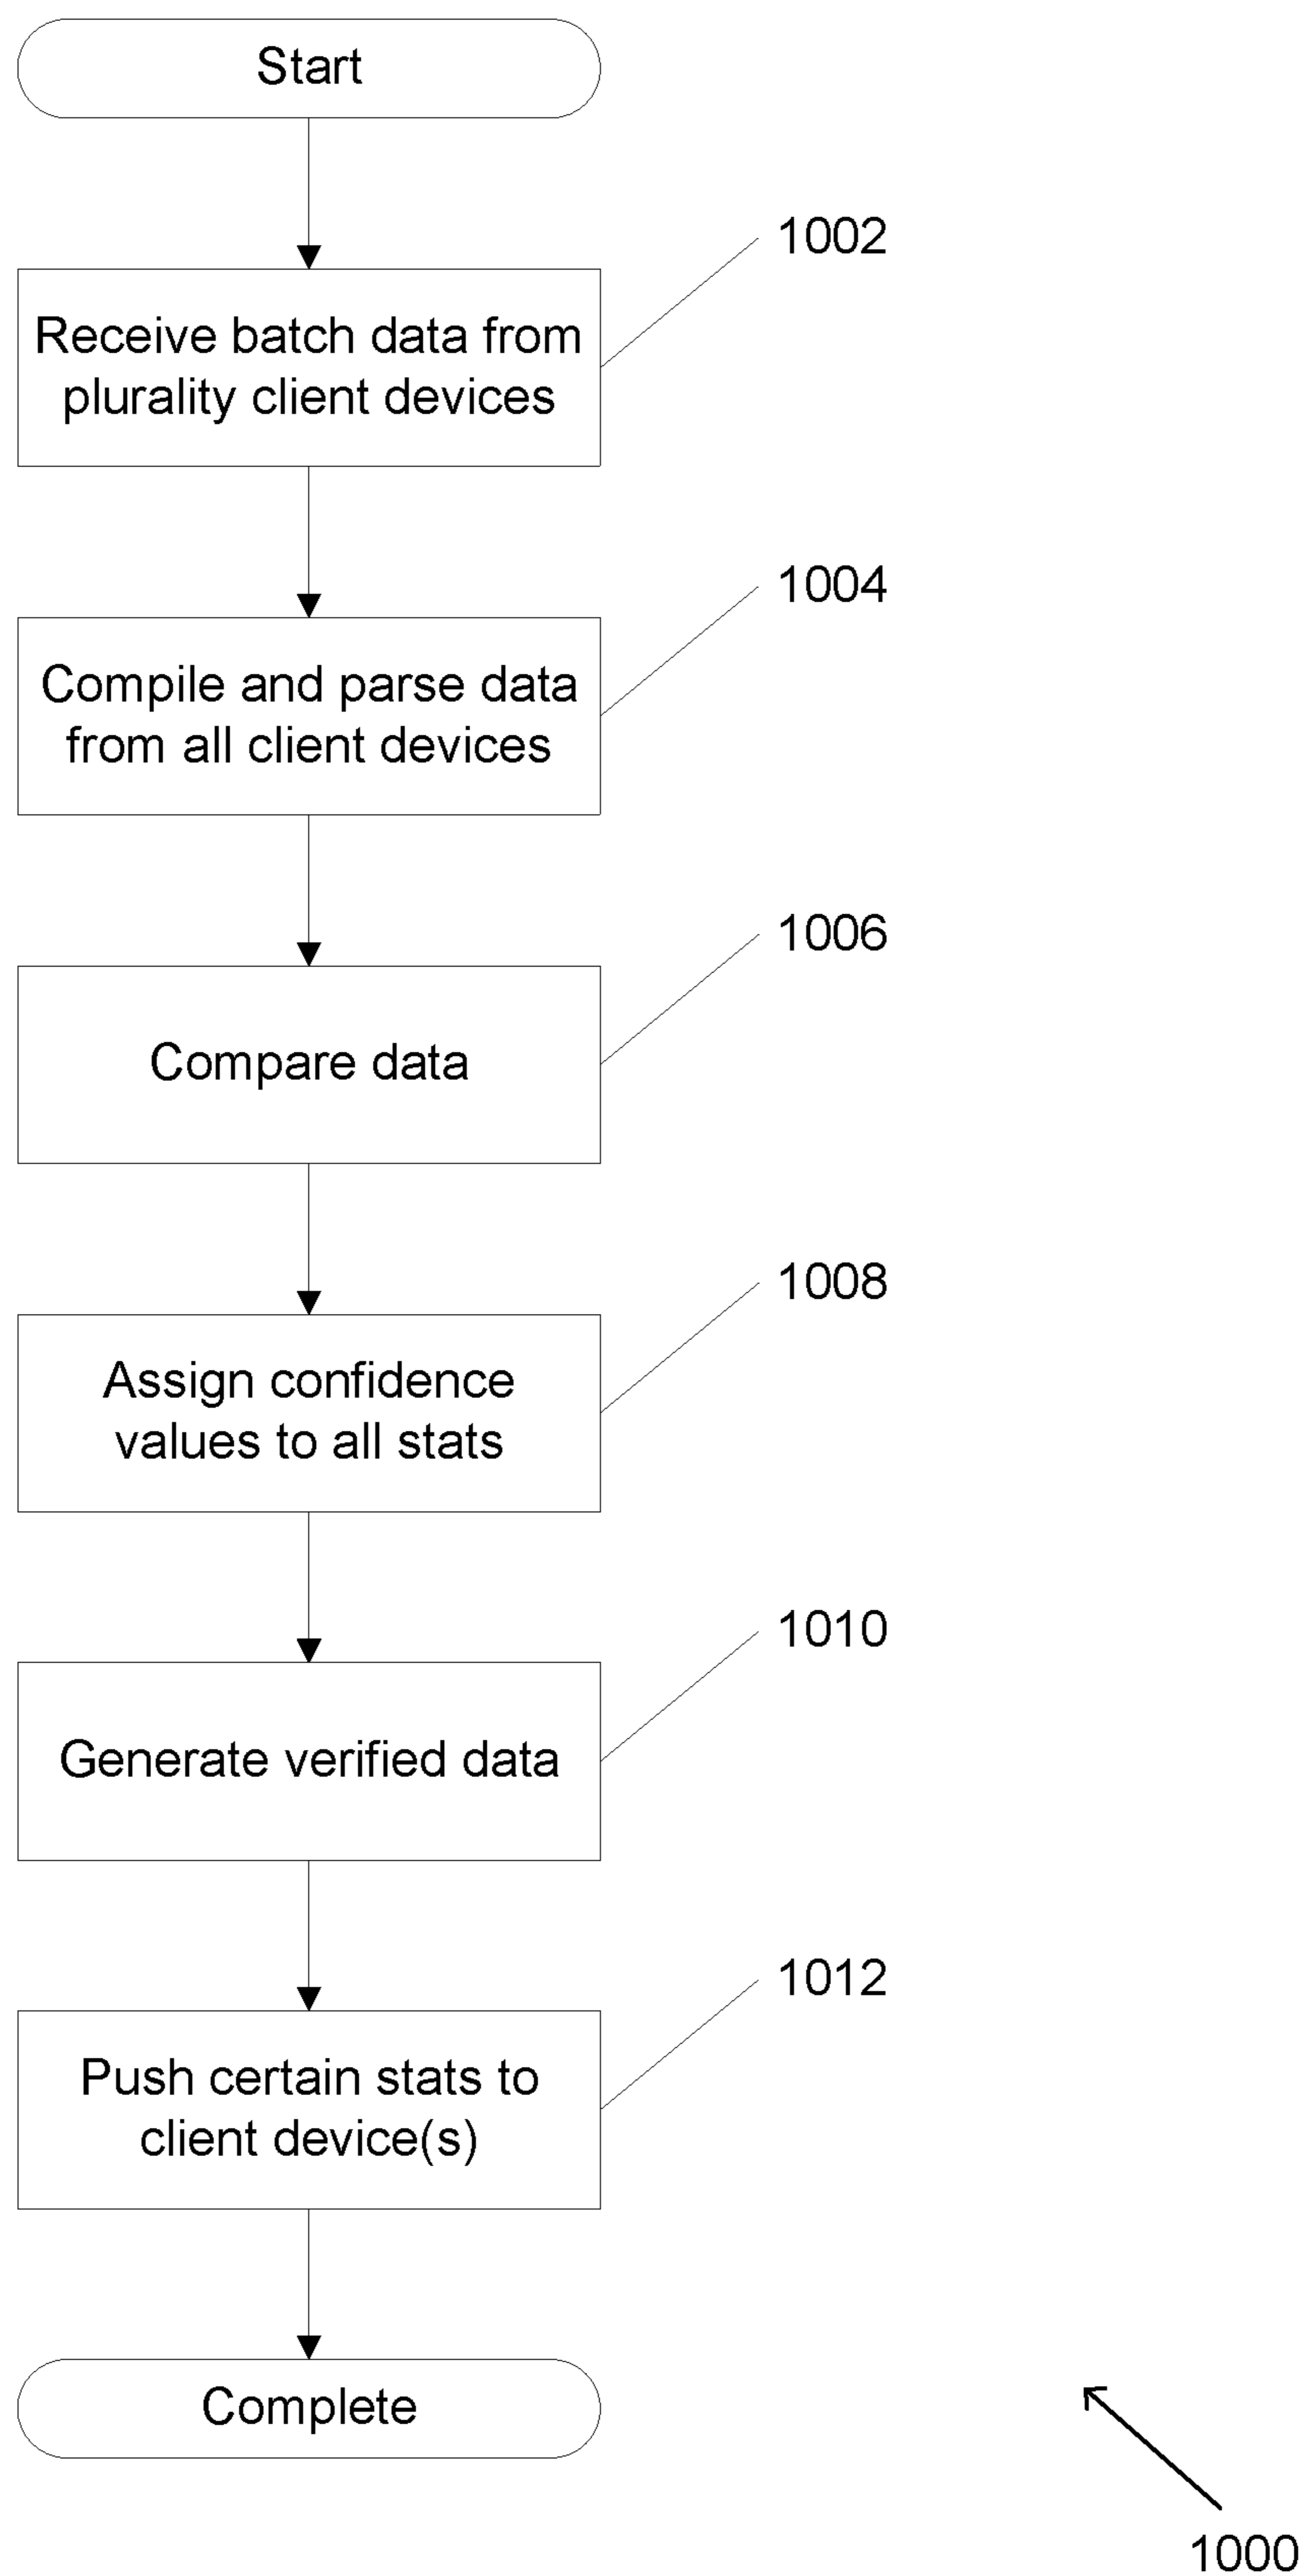 Start
1002
Receive batch data from
plurality client devices
1004
Compile and parse data
from all client devices
1006
Compare data
1008
Assign confidence
values to all stats
1010
Generate verified data
1012
Push certain stats to
client device(s)
Complete
1000